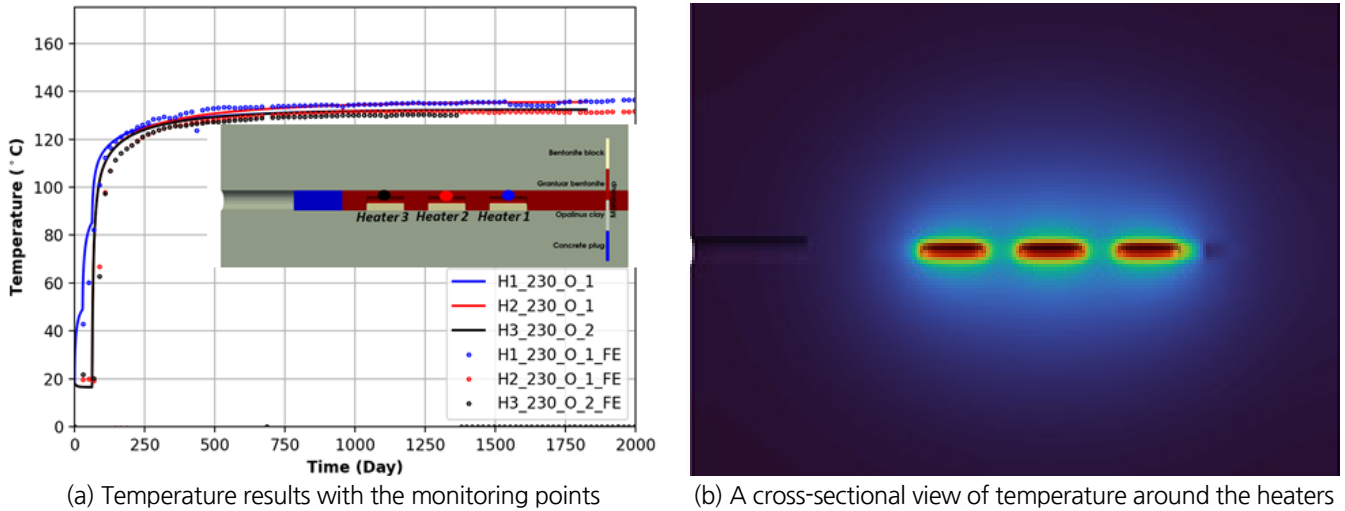 160
140
120
100
80
60
40
20
0
Temperature (°C)
0 250 500 750 1000 1250 1500 1750 2000
Time (Day)
Bentonite block
Graniuar bentonite
Opalinus clay
Concrete plug
Heater 3 Heater 2 Heater 1
H1_230_O_1
H2_230_O_1
H3_230_O_2
H1_230_O_1_FE
H2_230_O_1_FE
H3_230_O_2_FE
(a) Temperature results with the monitoring points
(b) A cross-sectional view of temperature around the heaters